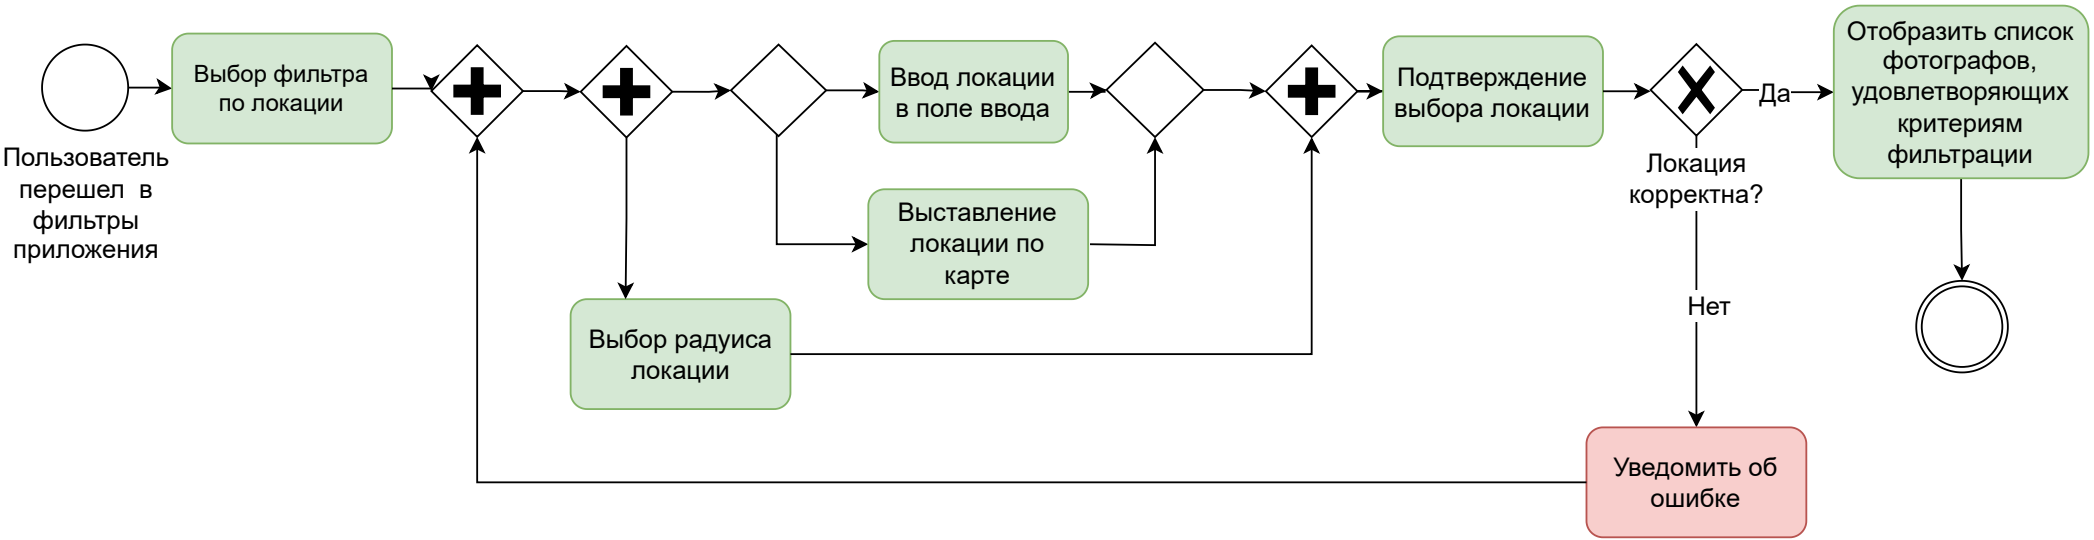 Пользователь
перешел в
фильтры
приложения
Выбор фильтра
по локации
Ввод локации
в поле ввода
Выставление
локации по
карте
Выбор радуиса
локации
Подтверждение
выбора локации
Локация
корректна?
Да
Нет
Отобразить список
фотографов,
удовлетворяющих
критериям
фильтрации
Уведомить об
ошибке